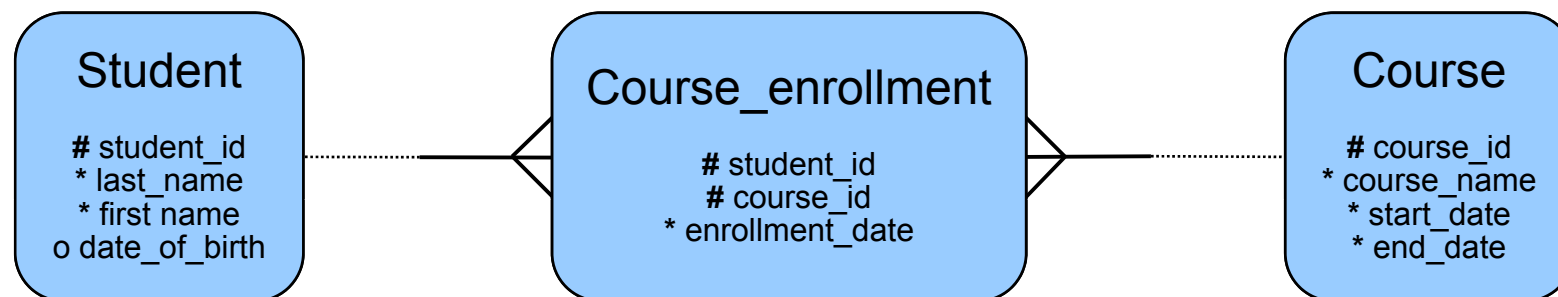 Student
# student_id
* last_name
* first name
o date_of_birth
Course_enrollment
# student_id
# course_id
* enrollment_date
Course
# course_id
* course_name
* start_date
* end_date